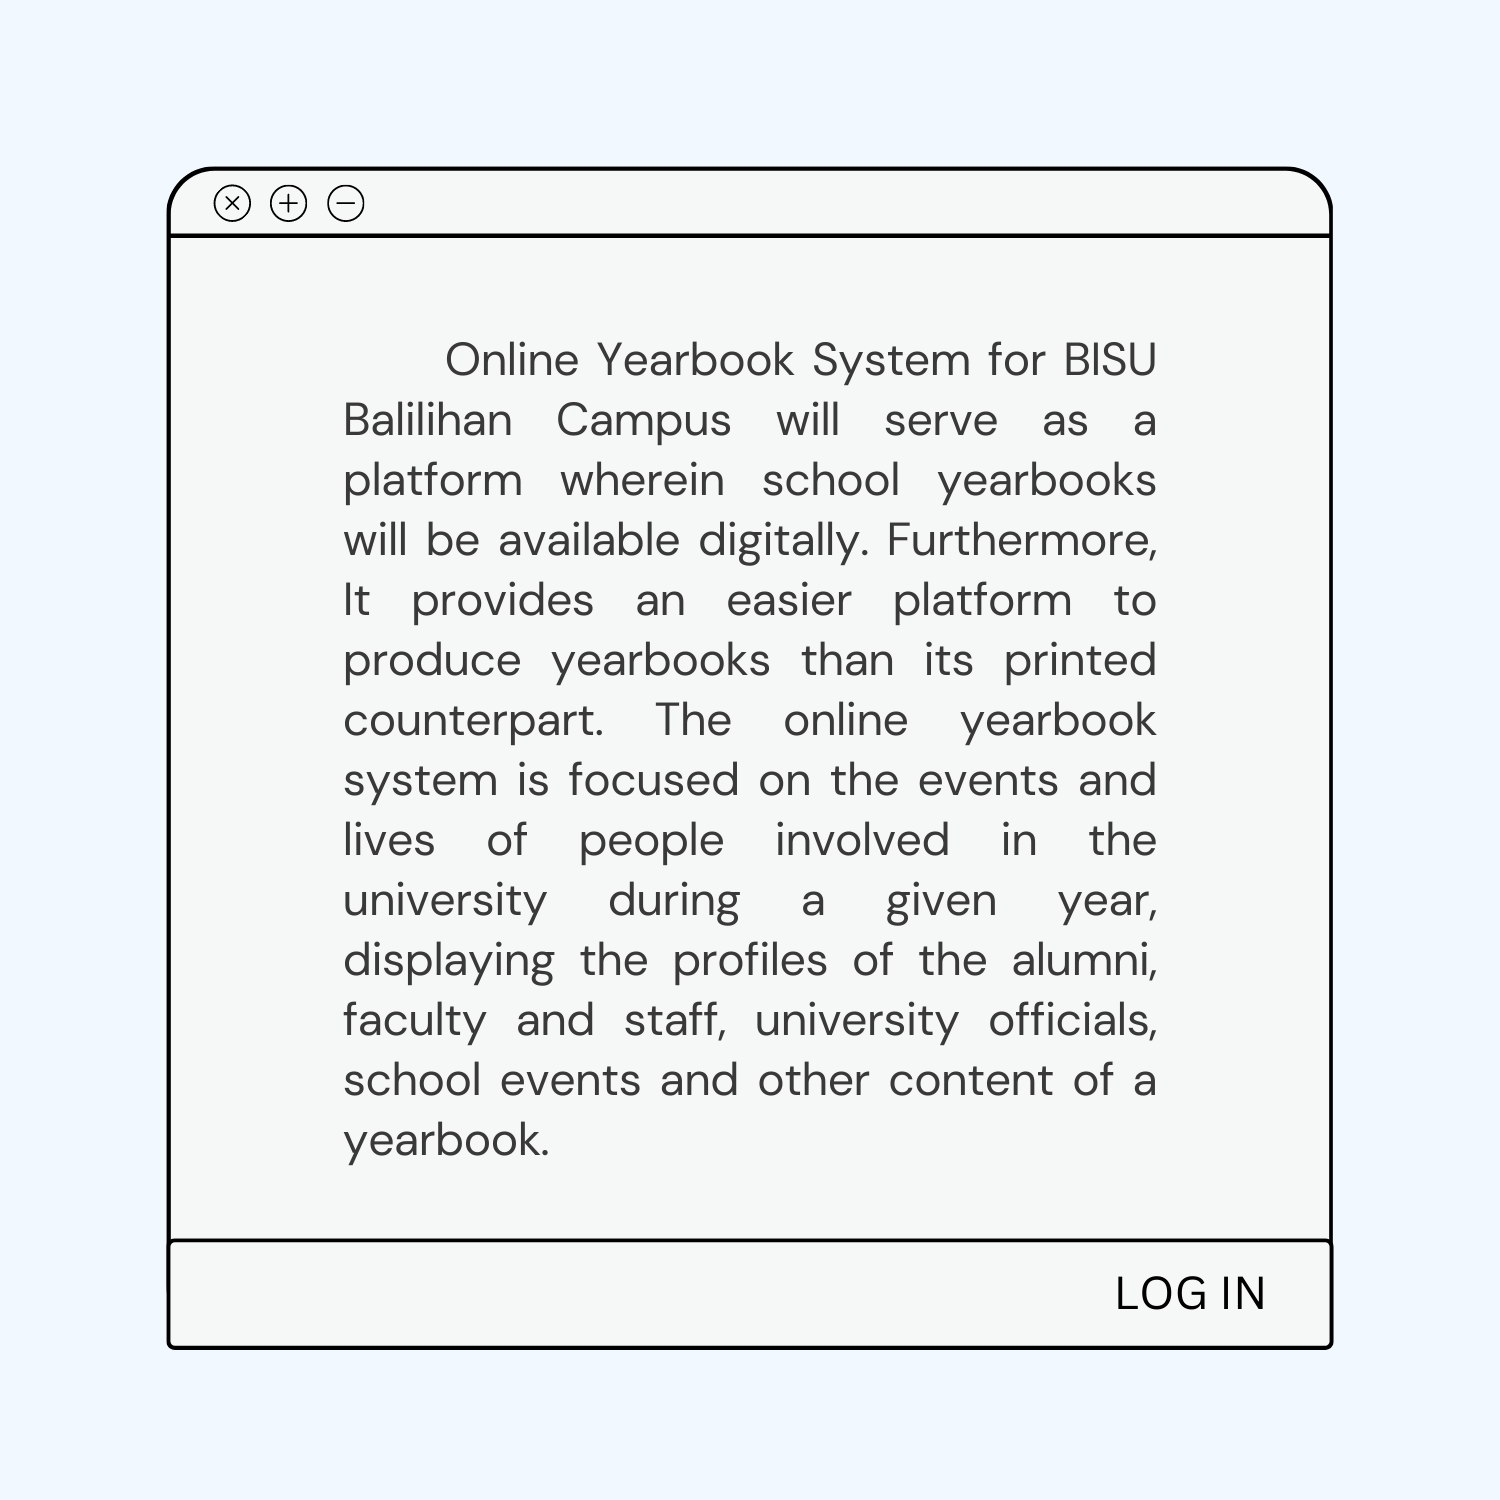 Online Yearbook System for BISU
Balilihan Campus will serve as a
platform wherein school yearbooks
will be available digitally. Furthermore,
It provides an easier platform to
produce yearbooks than its printed
counterpart. The online yearbook
system is focused on the events and
lives of people involved in the
university during a given year,
displaying the profiles of the alumni,
faculty and staff, university officials,
school events and other content of a
yearbook.
LOG IN